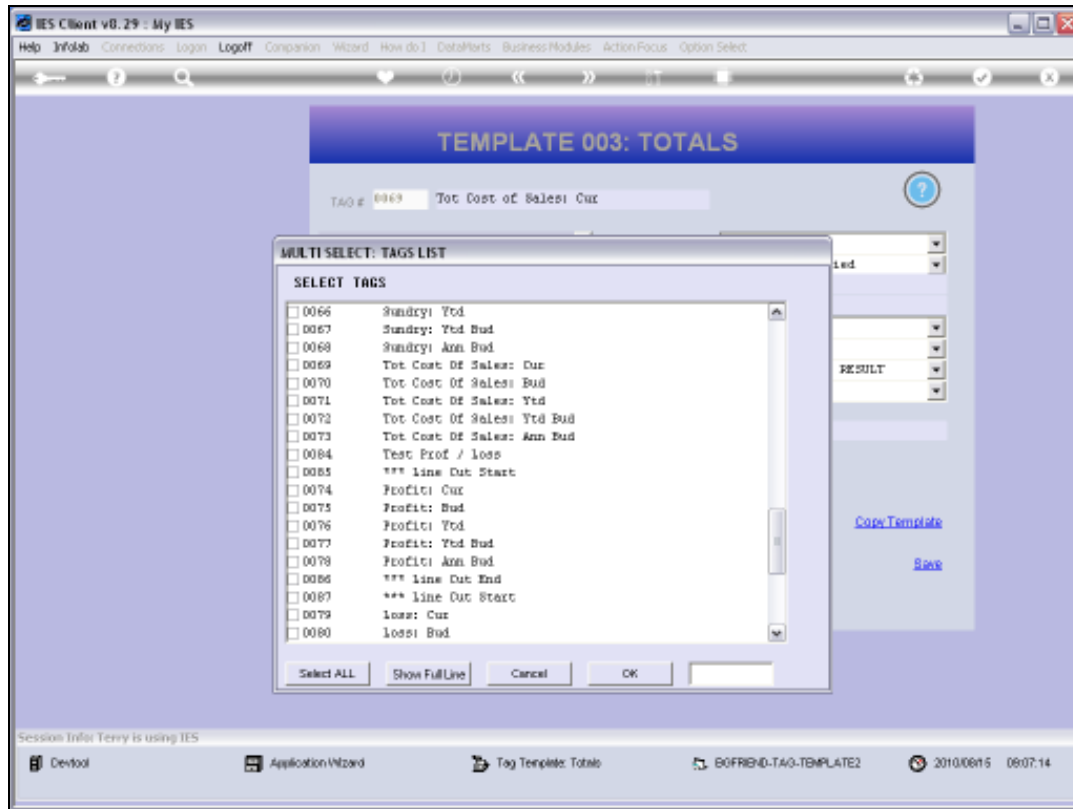 IES Client v8.29 : My IES
Help Infolab Connections Logon Logoff Companion Wizard How do I DataMarts Business Modules Action Focus Option Select
TEMPLATE 003: TOTALS
TAG # 0069 Tot Cost of Sales: Cur
MULTI SELECT: TAGS LIST
SELECT TAGS
0066 Sundry: Ytd
0067 Sundry: Ytd Bud
0068 Sundry: Ann Bud
0069 Tot Cost Of Sales: Cur
0070 Tot Cost Of Sales: Bud
0071 Tot Cost Of Sales: Ytd
0072 Tot Cost Of Sales: Ytd Bud
0073 Tot Cost Of Sales: Ann Bud
0084 Test Prof / loss
0085 *** line Cut Start
0074 Profit: Cur
0075 Profit: Bud
0076 Profit: Ytd
0077 Profit: Ytd Bud
0078 Profit: Ann Bud
0086 *** line Cut End
0087 *** line Cut Start
0079 loss: Cur
0080 loss: Bud
RESULT
Copy Template
Save
Select ALL Show Full Line Cancel OK
Session Info: Terry is using IES
Devtool Application Wizard Tag Template: Totals BGFRIEND-TAG-TEMPLATE2 2010/08/15 09:07:14